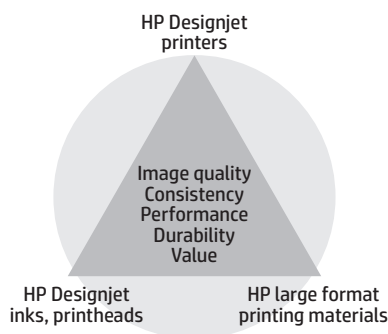 HP Designjet
printers
Image quality
Consistency
Performance
Durability
Value
HP Designjet
inks, printheads
HP large format
printing materials